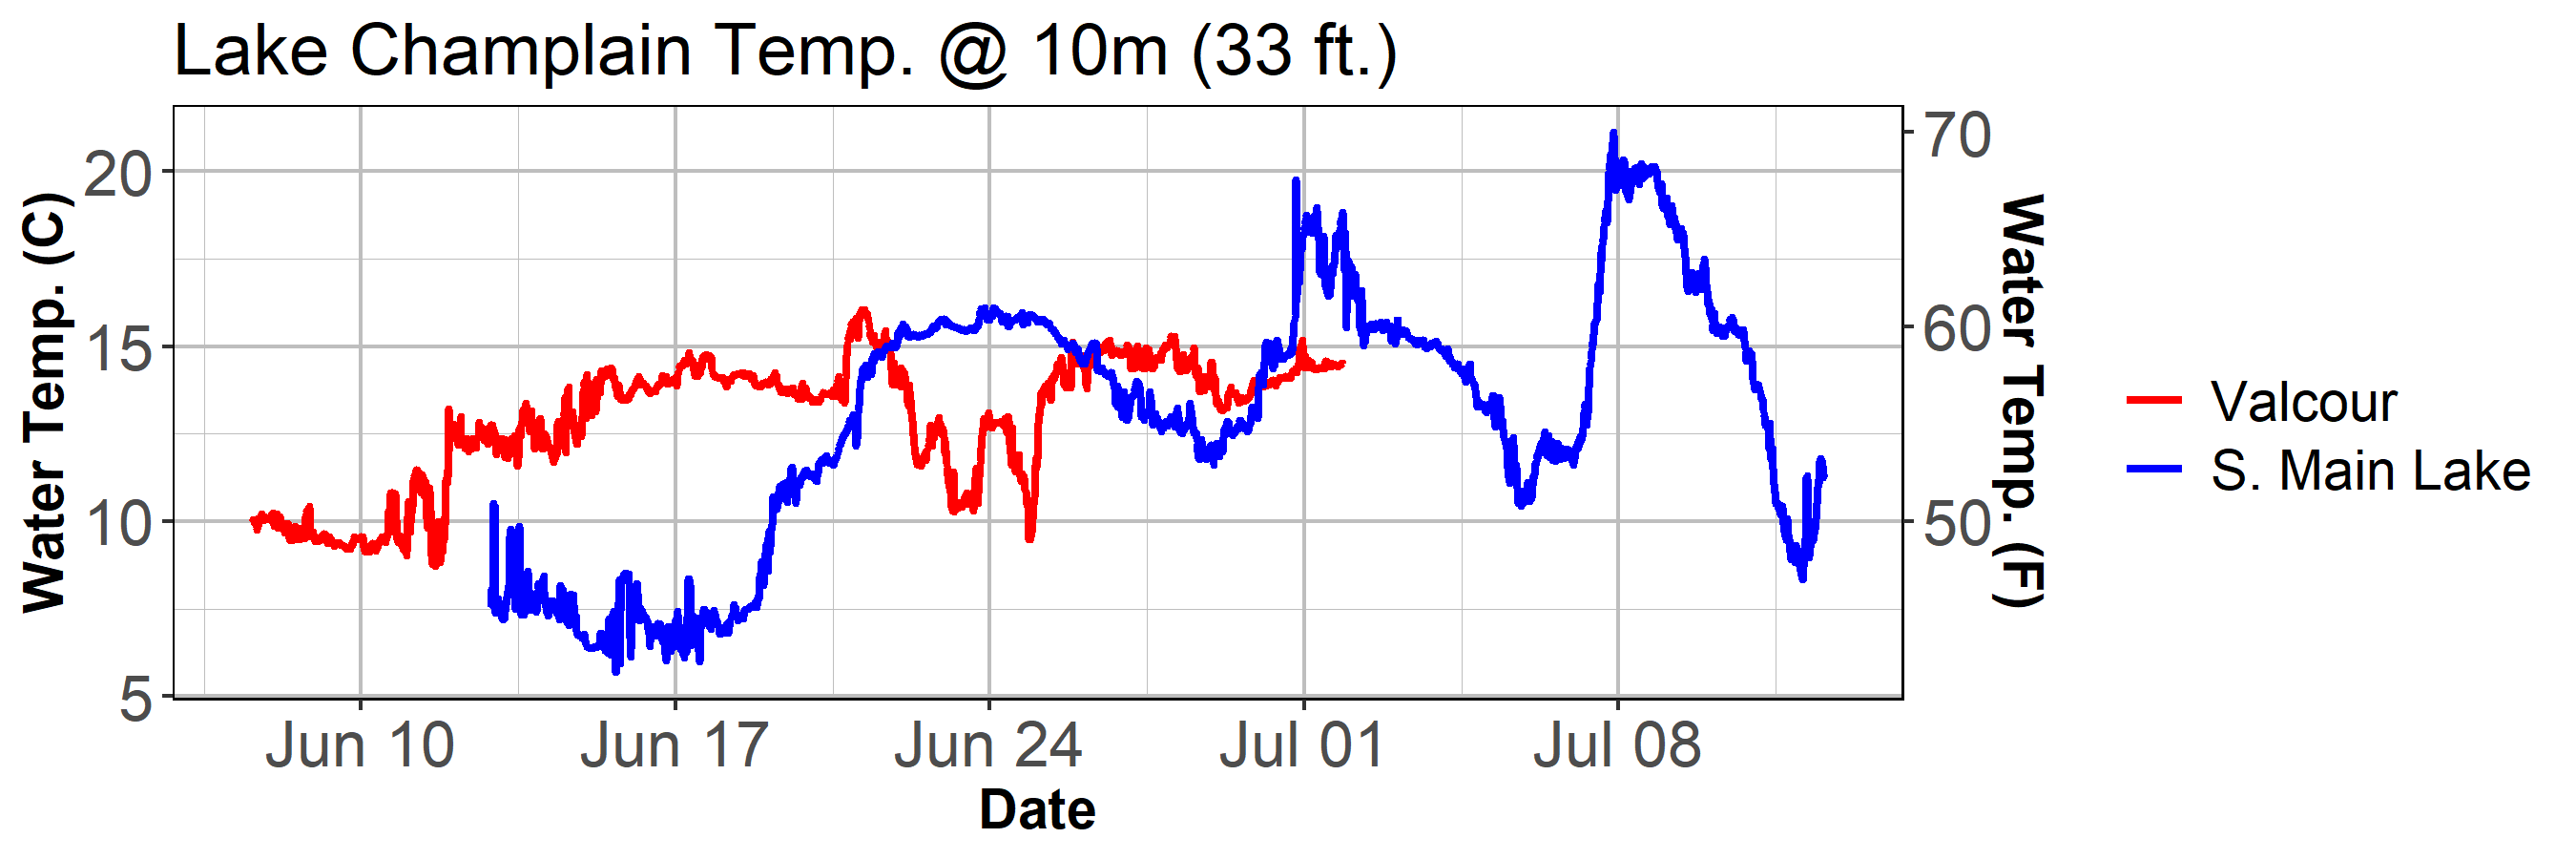 Lake Champlain Temp. @ 10m (33 ft.)
Water Temp. (C)
20
15
10
5
70
60
50
Water Temp. (F)
Jun 10
Jun 17
Jun 24
Jul 01
Jul 08
Date
Valcour
S. Main Lake